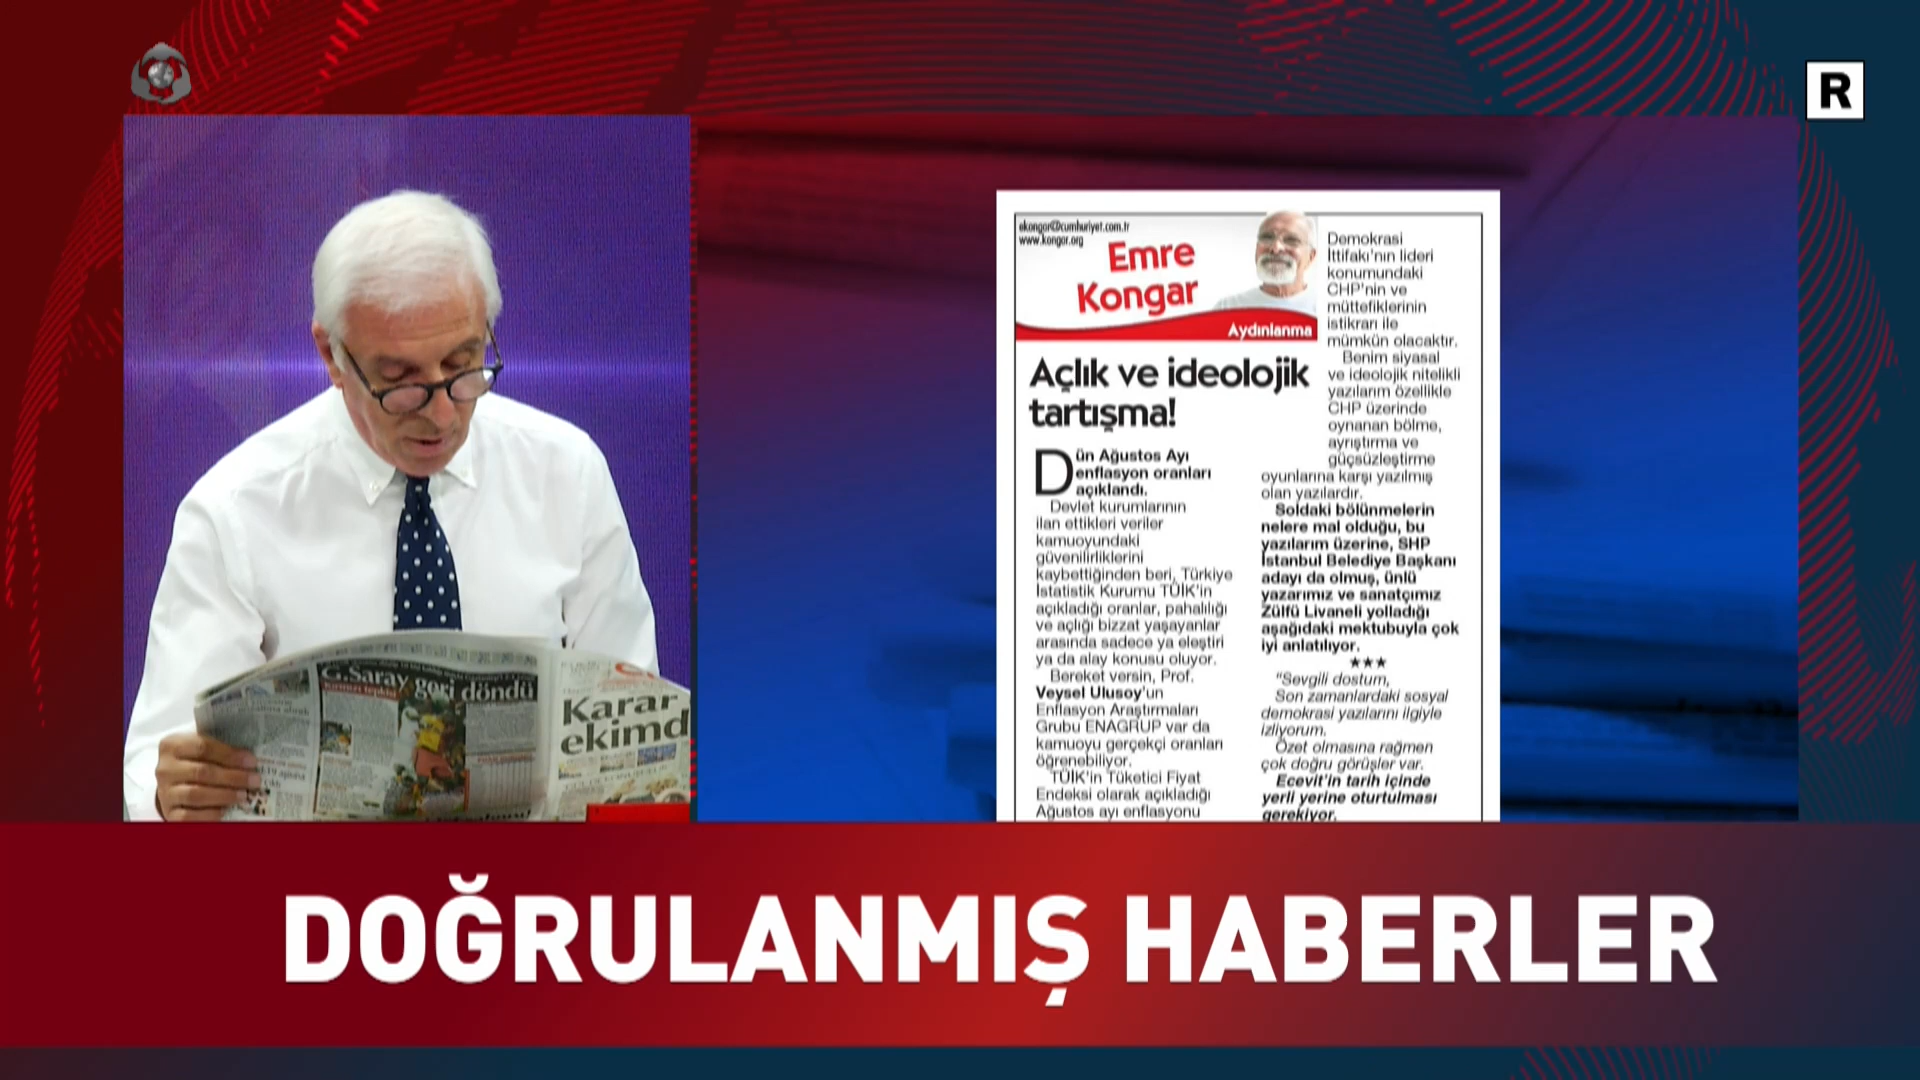 R
ekongar@cumhuriyet.com.tr
www.kongar.org
Emre
Kongar
Aydınlanma
Açlık ve ideolojik
tartışma!
Dün Ağustos Ayı
enflasyon oranları
açıklandı.
Devlet kurumlarının
ilan ettikleri veriler
kamuoyundaki
güvenilirliklerini
kaybettiğinden beri, Türkiye
İstatistik Kurumu TÜİK'in
açıkladığı oranlar, pahalılığı
ve açlığı bizzat yaşayanlar
arasında sadece ya eleştiri
ya da alay konusu oluyor.
Bereket versin, Prof.
Veysel Ulusoy'un
Enflasyon Araştırmaları
Grubu ENAGRUP var da
kamuoyu gerçekçi oranları
öğrenebiliyor.
TÜİK'in Tüketici Fiyat
Endeksi olarak açıkladığı
Ağustos ayı enflasyonu
Demokrasi
İttifakı'nın lideri
konumundaki
CHP'nin ve
müttefiklerinin
istikrarı ile
mümkün olacaktır.
Benim siyasal
ve ideolojik nitelikli
yazılarım özellikle
CHP üzerinde
oynanan bölme,
ayrıştırma ve
güçsüzleştirme
oyunlarına karşı yazılmış
olan yazılardır.
Soldaki bölünmelerin
nelere mal olduğu, bu
yazılarım üzerine, SHP
İstanbul Belediye Başkanı
adayı da olmuş, ünlü
yazarımız ve sanatçımız
Zülfü Livaneli yolladığı
aşağıdaki mektubuyla çok
iyi anlatılıyor.
★★★
"Sevgili dostum,
Son zamanlardaki sosyal
demokrasi yazılarını ilgiyle
izliyorum.
Özet olmasına rağmen
çok doğru görüşler var.
Ecevit'in tarih içinde
yerli yerine oturtulması
gerekiyor.
G.Saray geri döndü
Karar
ekimd
DOĞRULANMIŞ HABERLER